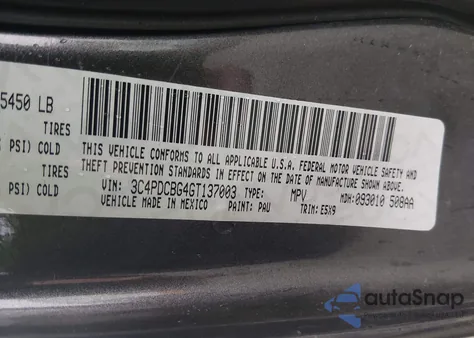 5450 LB
TIRES
PSI) COLD
TIRES
PSI) COLD
THIS VEHICLE CONFORMS TO ALL APPLICABLE U.S.A. FEDERAL MOTOR VEHICLE SAFETY AND
THEFT PREVENTION STANDARDS IN EFFECT ON THE DATE OF MANUFACTURE SHOWN ABOVE.
VIN: 3C4PDCBG4GT137003 TYPE: MPV MDH: 093010 508AA
VEHICLE MADE IN MEXICO PAINT: PAU TRIM: E5X9
autoSnap